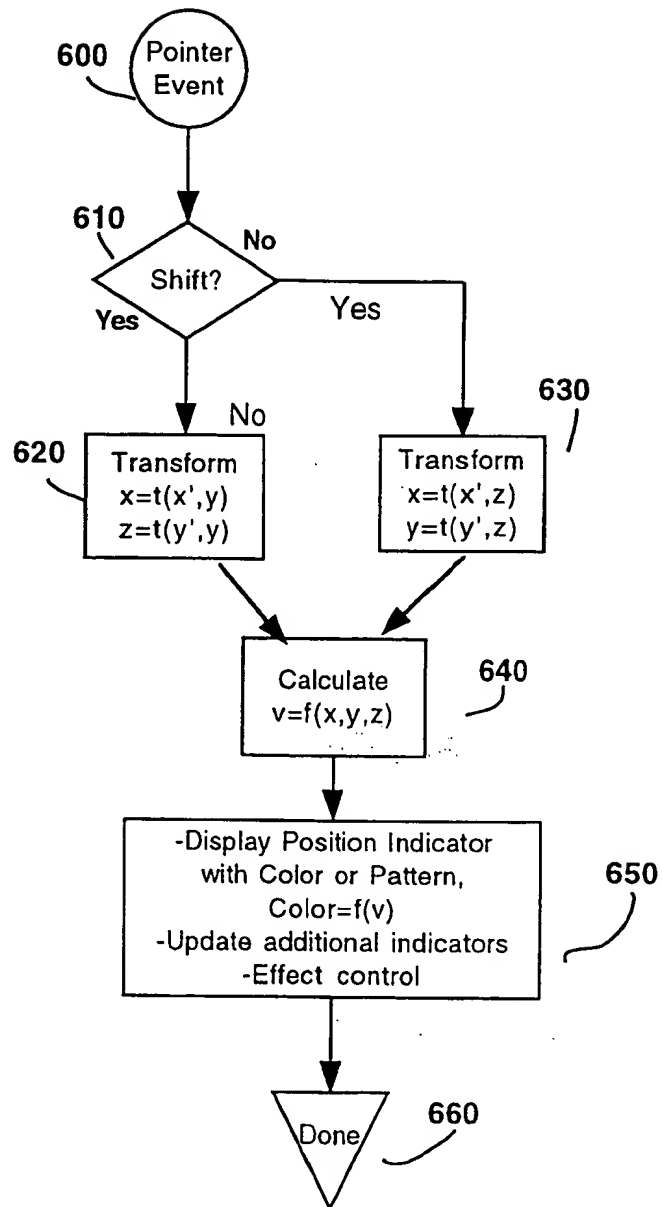 Pointer
Event
600
610
No
Shift?
Yes
Yes
No
630
620
Transform
x=t(x',y)
z=t(y',y)
Transform
x=t(x',z)
y=t(y',z)
Calculate
v=f(x,y,z)
640
-Display Position Indicator
with Color or Pattern,
Color=f(v)
-Update additional indicators
-Effect control
650
Done
660